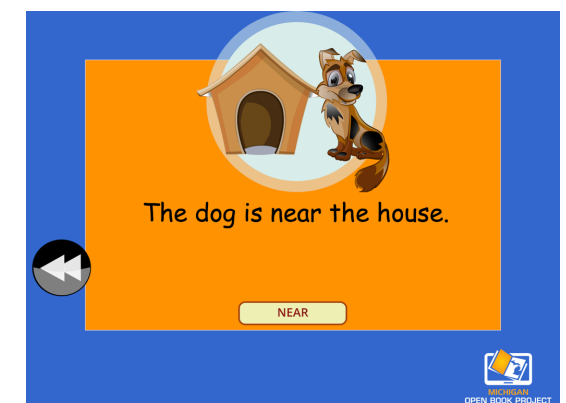 The dog is near the house.
NEAR
MICHIGAN
OPEN BOOK PROJECT